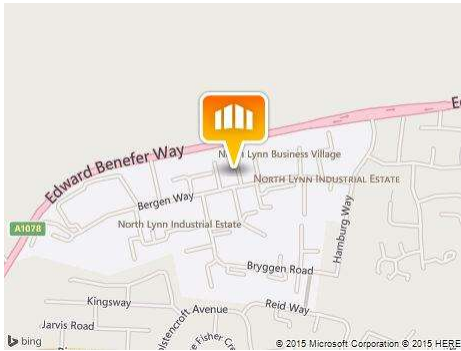 Edward Benefer Way
North Lynn Business Village
NORTH LYNN INDUSTRIAL ESTATE
Bergen Way
A1078
North Lynn Industrial Estate
Hamburg Way
Bryggen Road
Kingsway
Reid Way
Avenue
Jarvis Road
Fisher
bing
© 2015 Microsoft Corporation © 2015 HERE